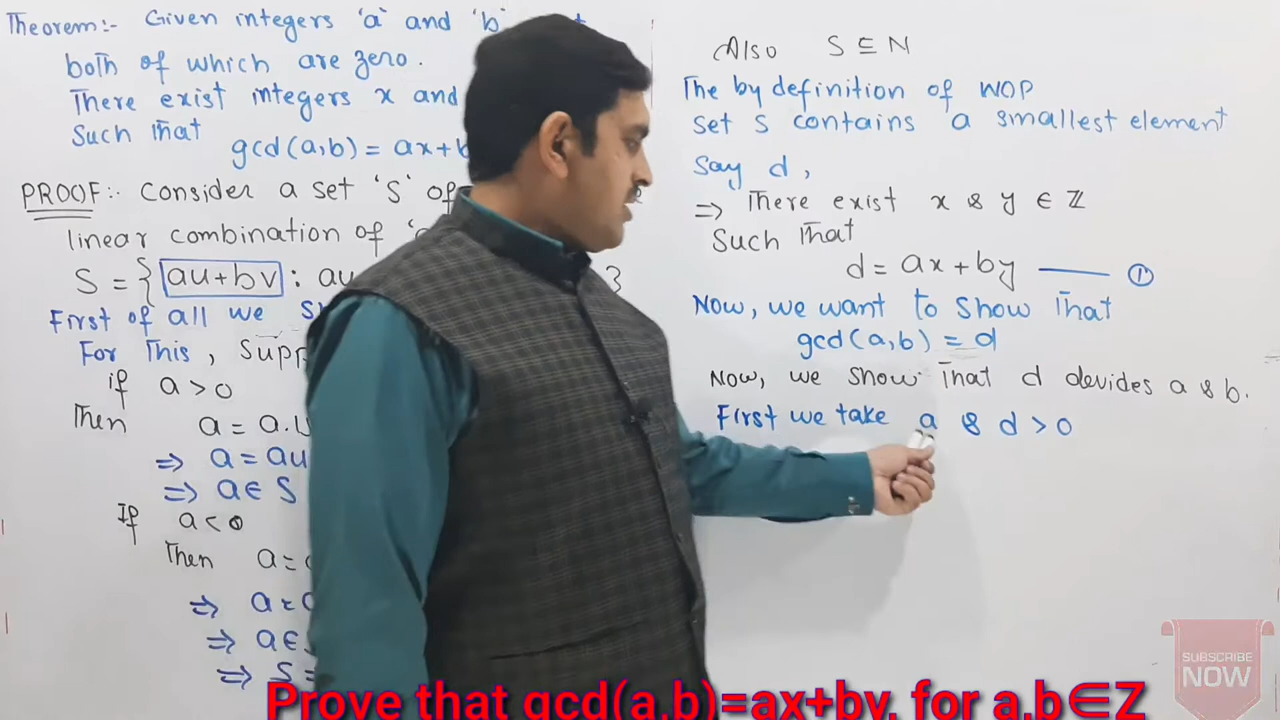 Theorem:- Given integers 'a' and 'b'
both of which are zero.
There exist integers x and
Such that
gcd(a,b) = ax+b
PROOF:- Consider a set 'S' of
linear combination of
S = { au+bv : au }
First of all we
For This, Supp
if a > 0
Then a = a.u
⇒ a = au
⇒ a ∈ S
If a < 0
Then a =
⇒ a =
⇒ a ∈
⇒ S =
Also S ⊆ N
The by definition of WOP
Set S contains a smallest element
Say d,
⇒ There exist x & y ∈ ℤ
Such That
d = ax + by ——— ①
Now, we want to Show That
gcd(a,b) = d
Now, we show That d devides a & b.
First we take a & d > 0
SUBSCRIBE
NOW
Prove that gcd(a,b)=ax+by, for a,b∈Z